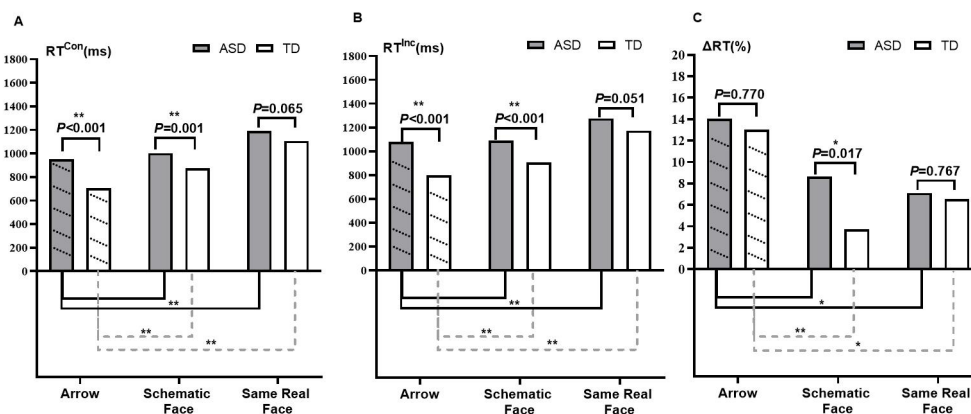 A
RT^Con(ms)
ASD TD
1800
1600
1400
1200
1000
800
600
400
200
0
**
P<0.001
**
P=0.001
P=0.065
**
**
**
Arrow
Schematic
Face
Same Real
Face
B
RT^Inc(ms)
ASD TD
1800
1600
1400
1200
1000
800
600
400
200
0
**
P<0.001
**
P<0.001
P=0.051
**
**
**
Arrow
Schematic
Face
Same Real
Face
C
ΔRT(%)
ASD TD
20
18
16
14
12
10
8
6
4
2
0
P=0.770
*
P=0.017
P=0.767
*
**
*
Arrow
Schematic
Face
Same Real
Face